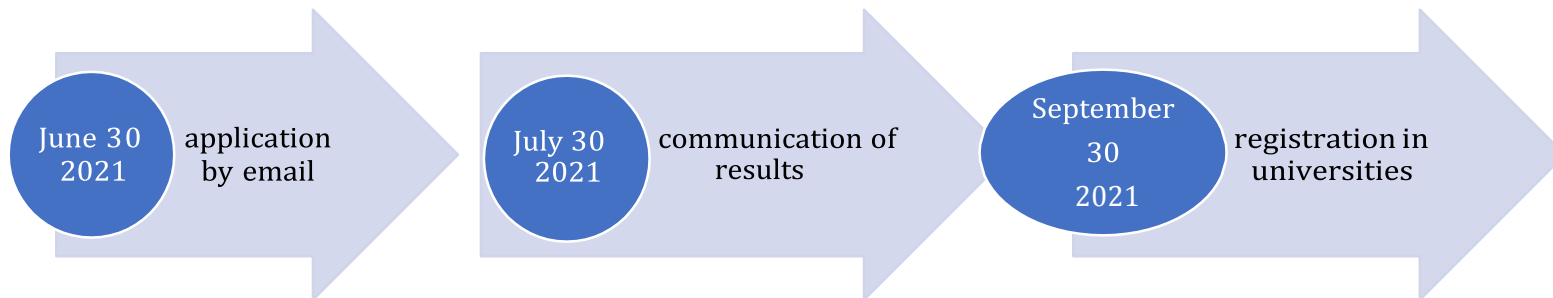 June 30
2021
application
by email
July 30
2021
communication of
results
September
30
2021
registration in
universities